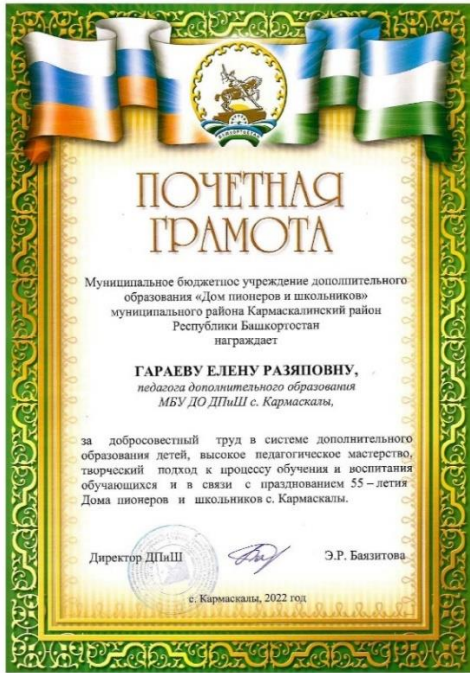 БАШКОРТОСТАН
ПОЧЕТНАЯ
ГРАМОТА
Муниципальное бюджетное учреждение дополнительного
образования «Дом пионеров и школьников»
муниципального района Кармаскалинский район
Республики Башкортостан
награждает
ГАРАЕВУ ЕЛЕНУ РАЗЯПОВНУ,
педагога дополнительного образования
МБУ ДО ДПиШ с. Кармаскалы,
за добросовестный труд в системе дополнительного
образования детей, высокое педагогическое мастерство,
творческий подход к процессу обучения и воспитания
обучающихся и в связи с празднованием 55 – летия
Дома пионеров и школьников с. Кармаскалы.
Директор ДПиШ Э.Р. Баязитова
с. Кармаскалы, 2022 год